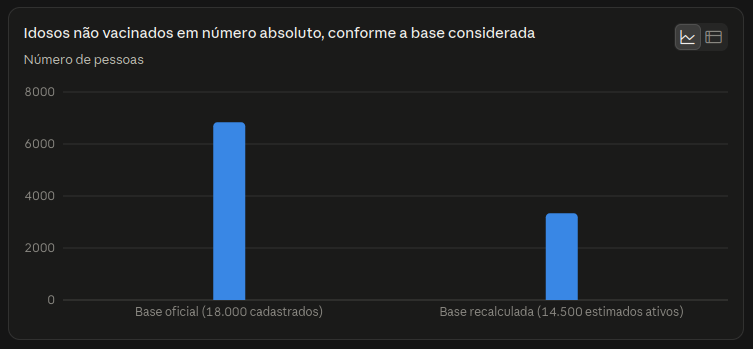 Idosos não vacinados em número absoluto, conforme a base considerada
Número de pessoas
8000
6000
4000
2000
0
Base oficial (18.000 cadastrados)
Base recalculada (14.500 estimados ativos)